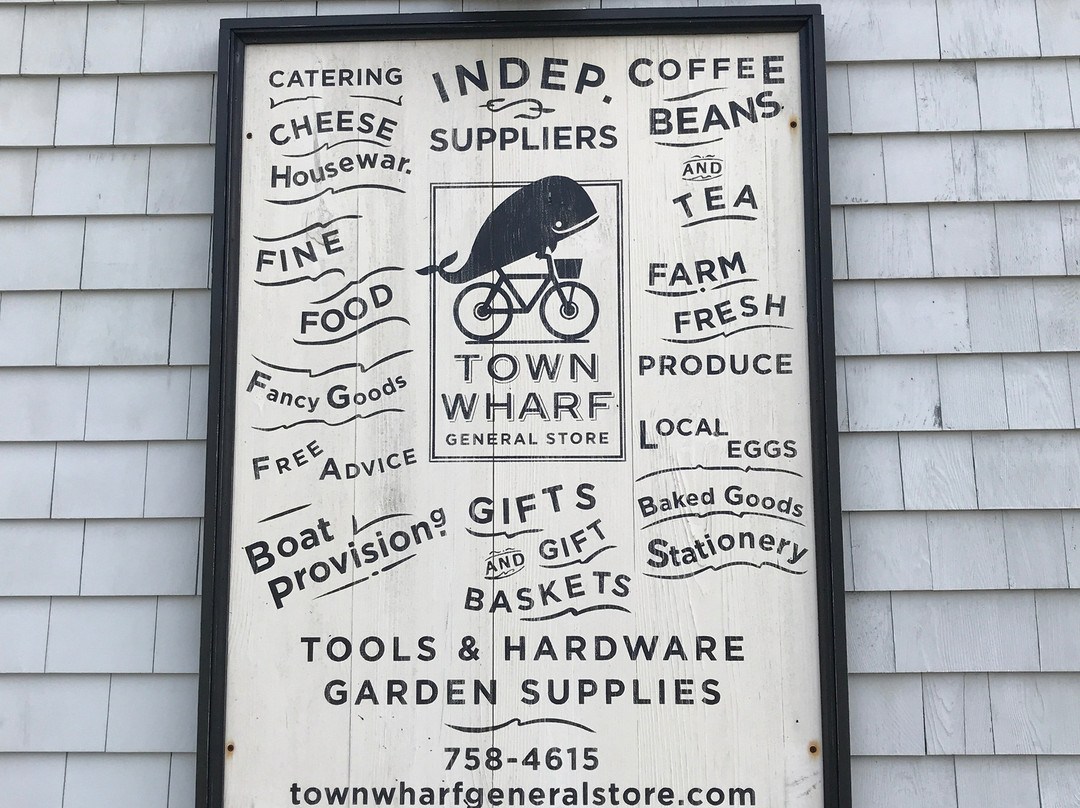 CATERING
CHEESE
Housewar.
FINE
FOOD
Fancy Goods
FREE
ADVICE
Boat
Provisiong
INDEP.
SUPPLIERS
TOWN
WHARF
GENERAL STORE
GIFTS
AND GIFT
BASKETS
COFFEE
BEANS
AND
TEA
FARM
FRESH
PRODUCE
LOCAL
EGGS
Baked Goods
Stationery
TOOLS & HARDWARE
GARDEN SUPPLIES
758-4615
townwharfgeneralstore.com